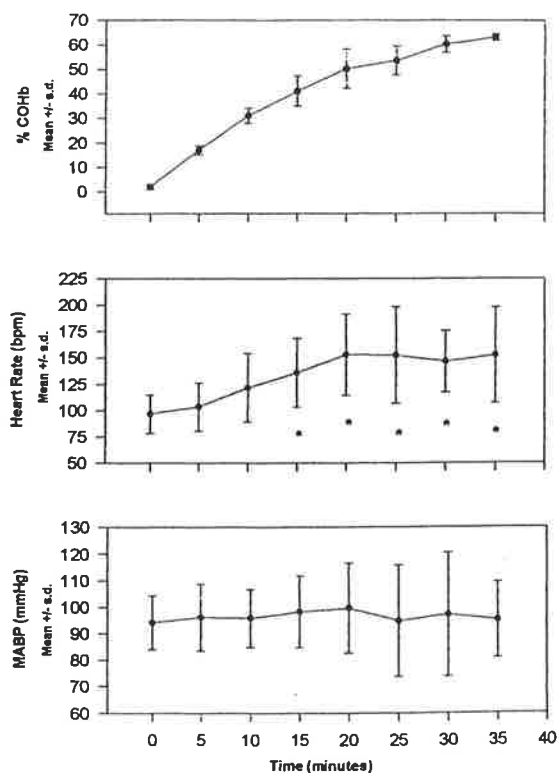 % COHb
Mean +/- s.d.
70
60
50
40
30
20
10
0
Heart Rate (bpm)
Mean +/- s.d.
225
200
175
150
125
100
75
50
* * * * *
MABP (mmHg)
Mean +/- s.d.
130
120
110
100
90
80
70
60
0 5 10 15 20 25 30 35 40
Time (minutes)